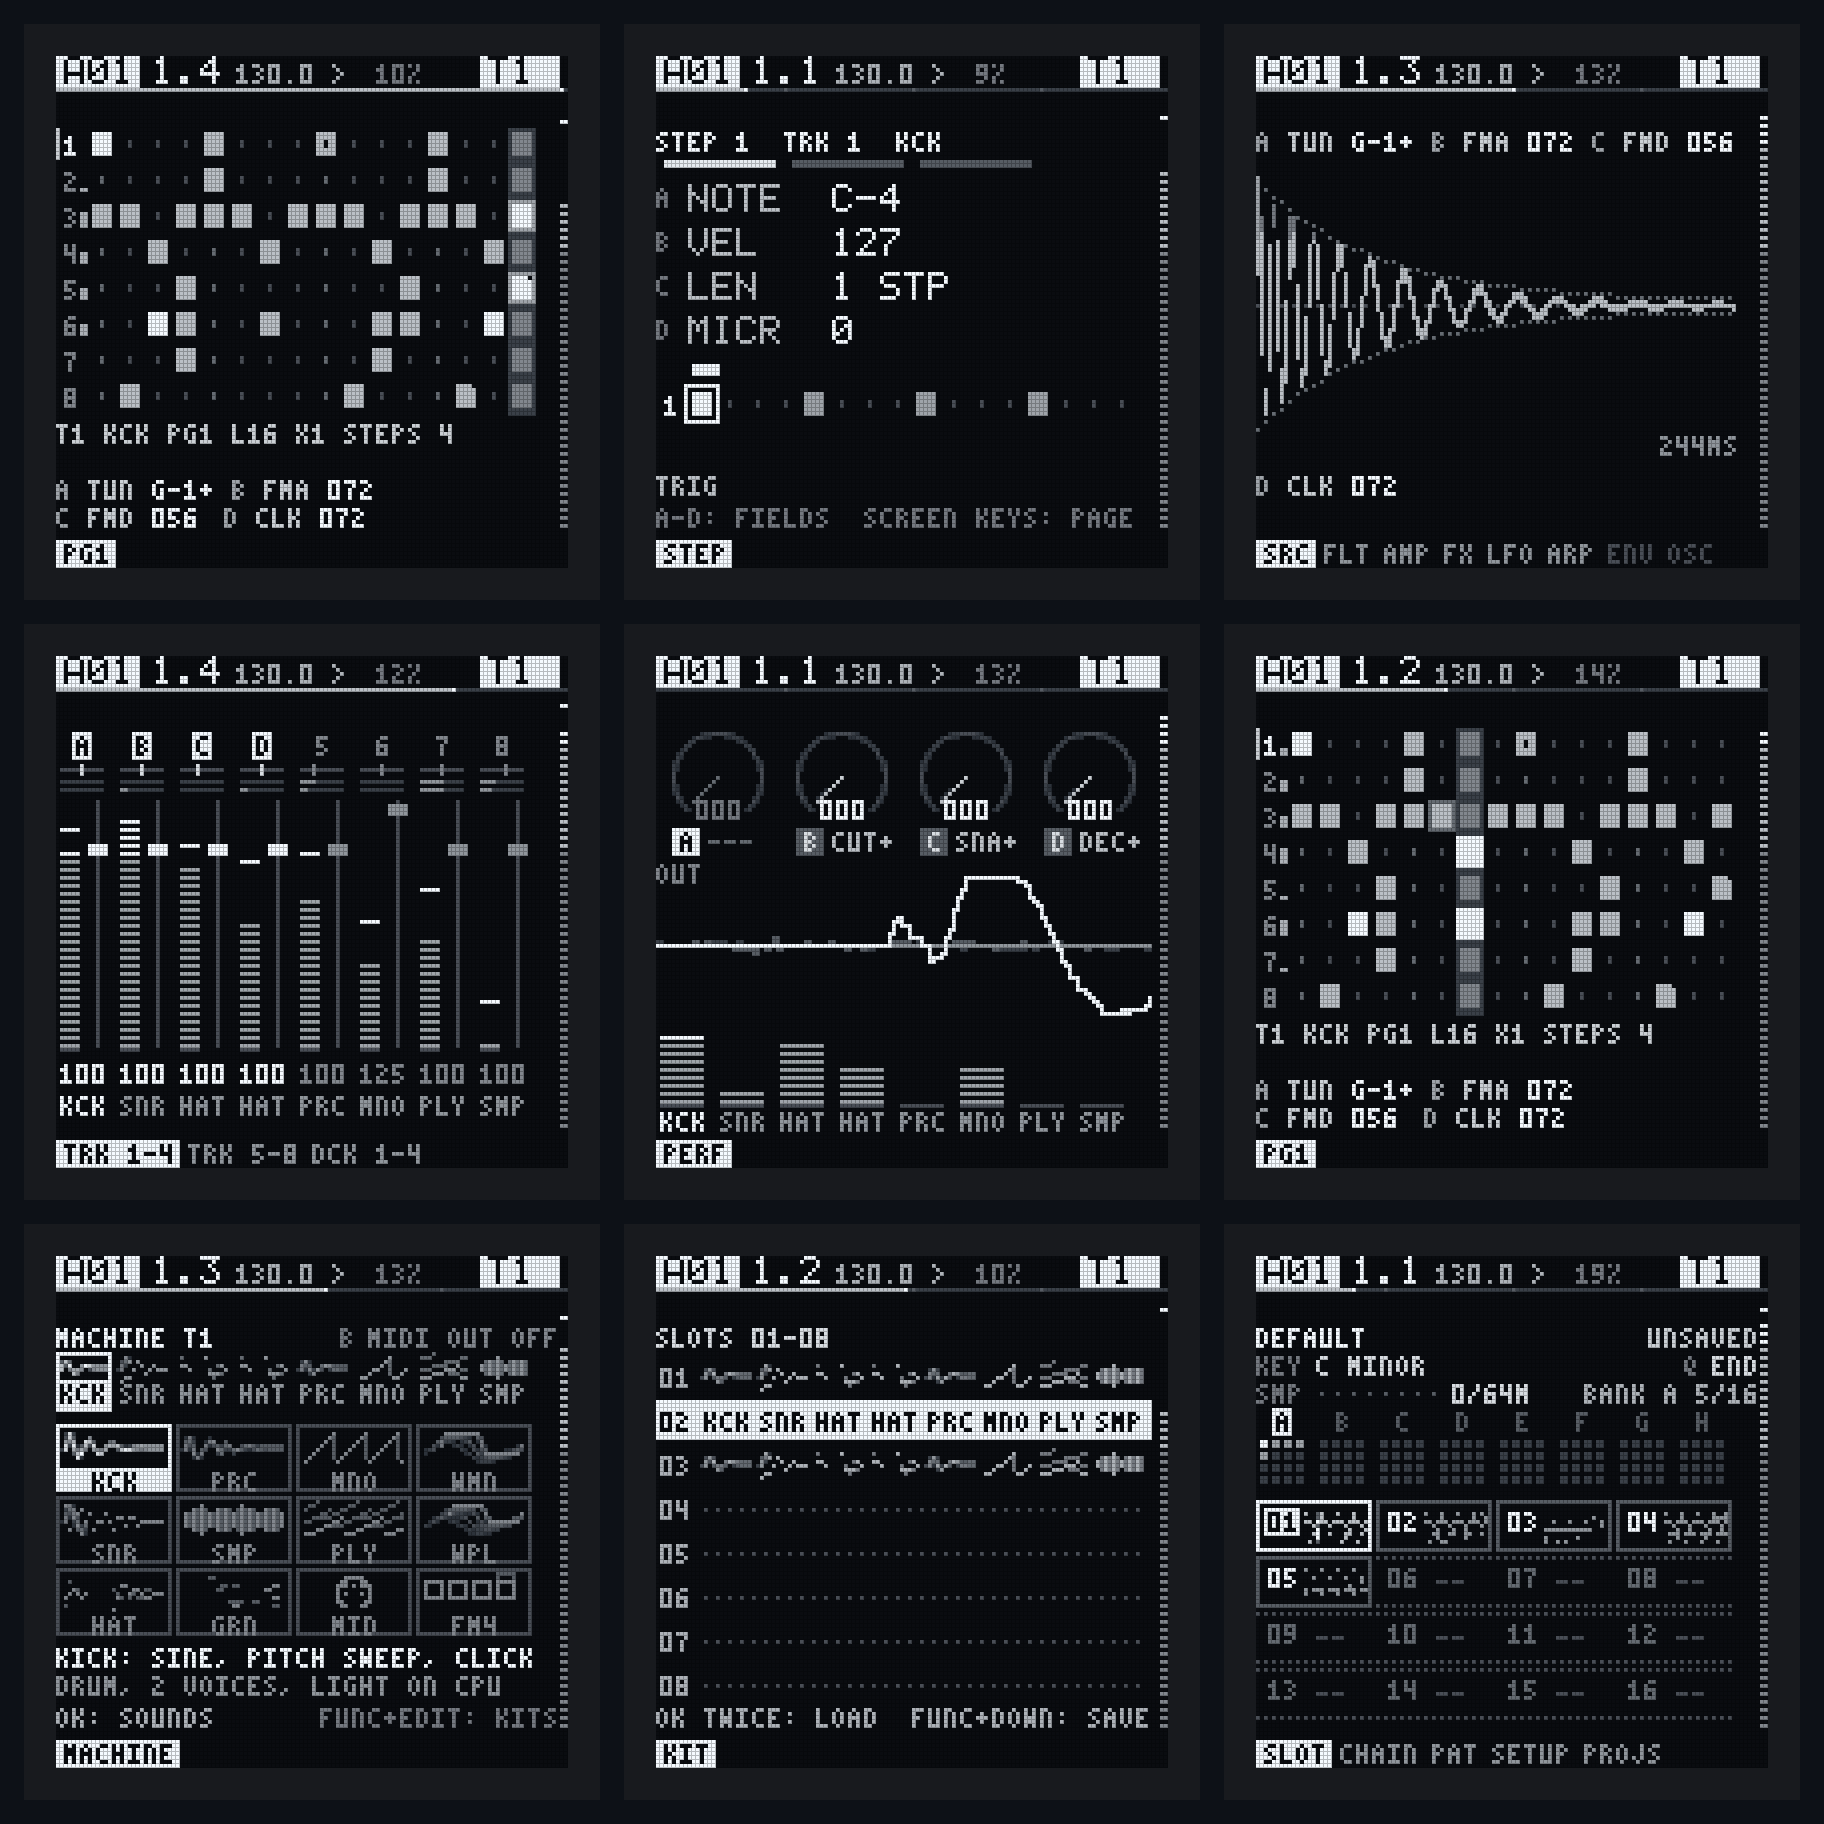 A01 1.4 130.0 > 10% T1
1
2
3
4
5
6
7
8
T1 KCK PG1 L16 X1 STEPS 4
A TUN G-1+ B FMA 072
C FMD 056 D CLK 072
PG1
A01 1.1 130.0 > 9% T1
STEP 1 TRK 1 KCK
A NOTE C-4
B VEL 127
C LEN 1 STP
D MICR 0
1
TRIG
A-D: FIELDS SCREEN KEYS: PAGE
STEP
A01 1.3 130.0 > 13% T1
A TUN G-1+ B FMA 072 C FMD 056
244MS
D CLK 072
SRC FLT AMP FX LFO ARP ENV OSC
A01 1.4 130.0 > 12% T1
A B C D 5 6 7 8
100 100 100 100 100 125 100 100
KCK SNR HAT HAT PRC MNO PLY SMP
TRK 1-4 TRK 5-8 DCK 1-4
A01 1.1 130.0 > 13% T1
000 000 000 000
A --- B CUT+ C SNA+ D DEC+
OUT
KCK SNR HAT HAT PRC MNO PLY SMP
PERF
A01 1.2 130.0 > 14% T1
1
2
3
4
5
6
7
8
T1 KCK PG1 L16 X1 STEPS 4
A TUN G-1+ B FMA 072
C FMD 056 D CLK 072
PG1
A01 1.3 130.0 > 13% T1
MACHINE T1 B MIDI OUT OFF
KCK SNR HAT HAT PRC MNO PLY SMP
KCK PRC MNO WMN
SNR SMP PLY WPL
HAT GRN MID FM4
KICK: SINE, PITCH SWEEP, CLICK
DRUM, 2 VOICES, LIGHT ON CPU
OK: SOUNDS FUNC+EDIT: KITS
MACHINE
A01 1.2 130.0 > 10% T1
SLOTS 01-08
01
02 KCK SNR HAT HAT PRC MNO PLY SMP
03
04
05
06
07
08
OK TWICE: LOAD FUNC+DOWN: SAVE
KIT
A01 1.1 130.0 > 19% T1
DEFAULT UNSAVED
KEY C MINOR Q END
SMP 0/64M BANK A 5/16
A B C D E F G H
01 02 03 04
05 06 -- 07 -- 08 --
09 -- 10 -- 11 -- 12 --
13 -- 14 -- 15 -- 16 --
SLOT CHAIN PAT SETUP PROJS